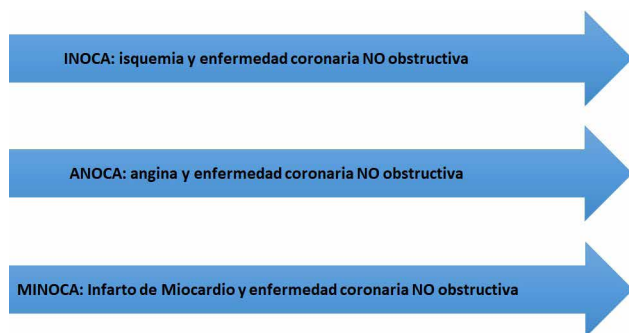 INOCA: isquemia y enfermedad coronaria NO obstructiva
ANOCA: angina y enfermedad coronaria NO obstructiva
MINOCA: Infarto de Miocardio y enfermedad coronaria NO obstructiva